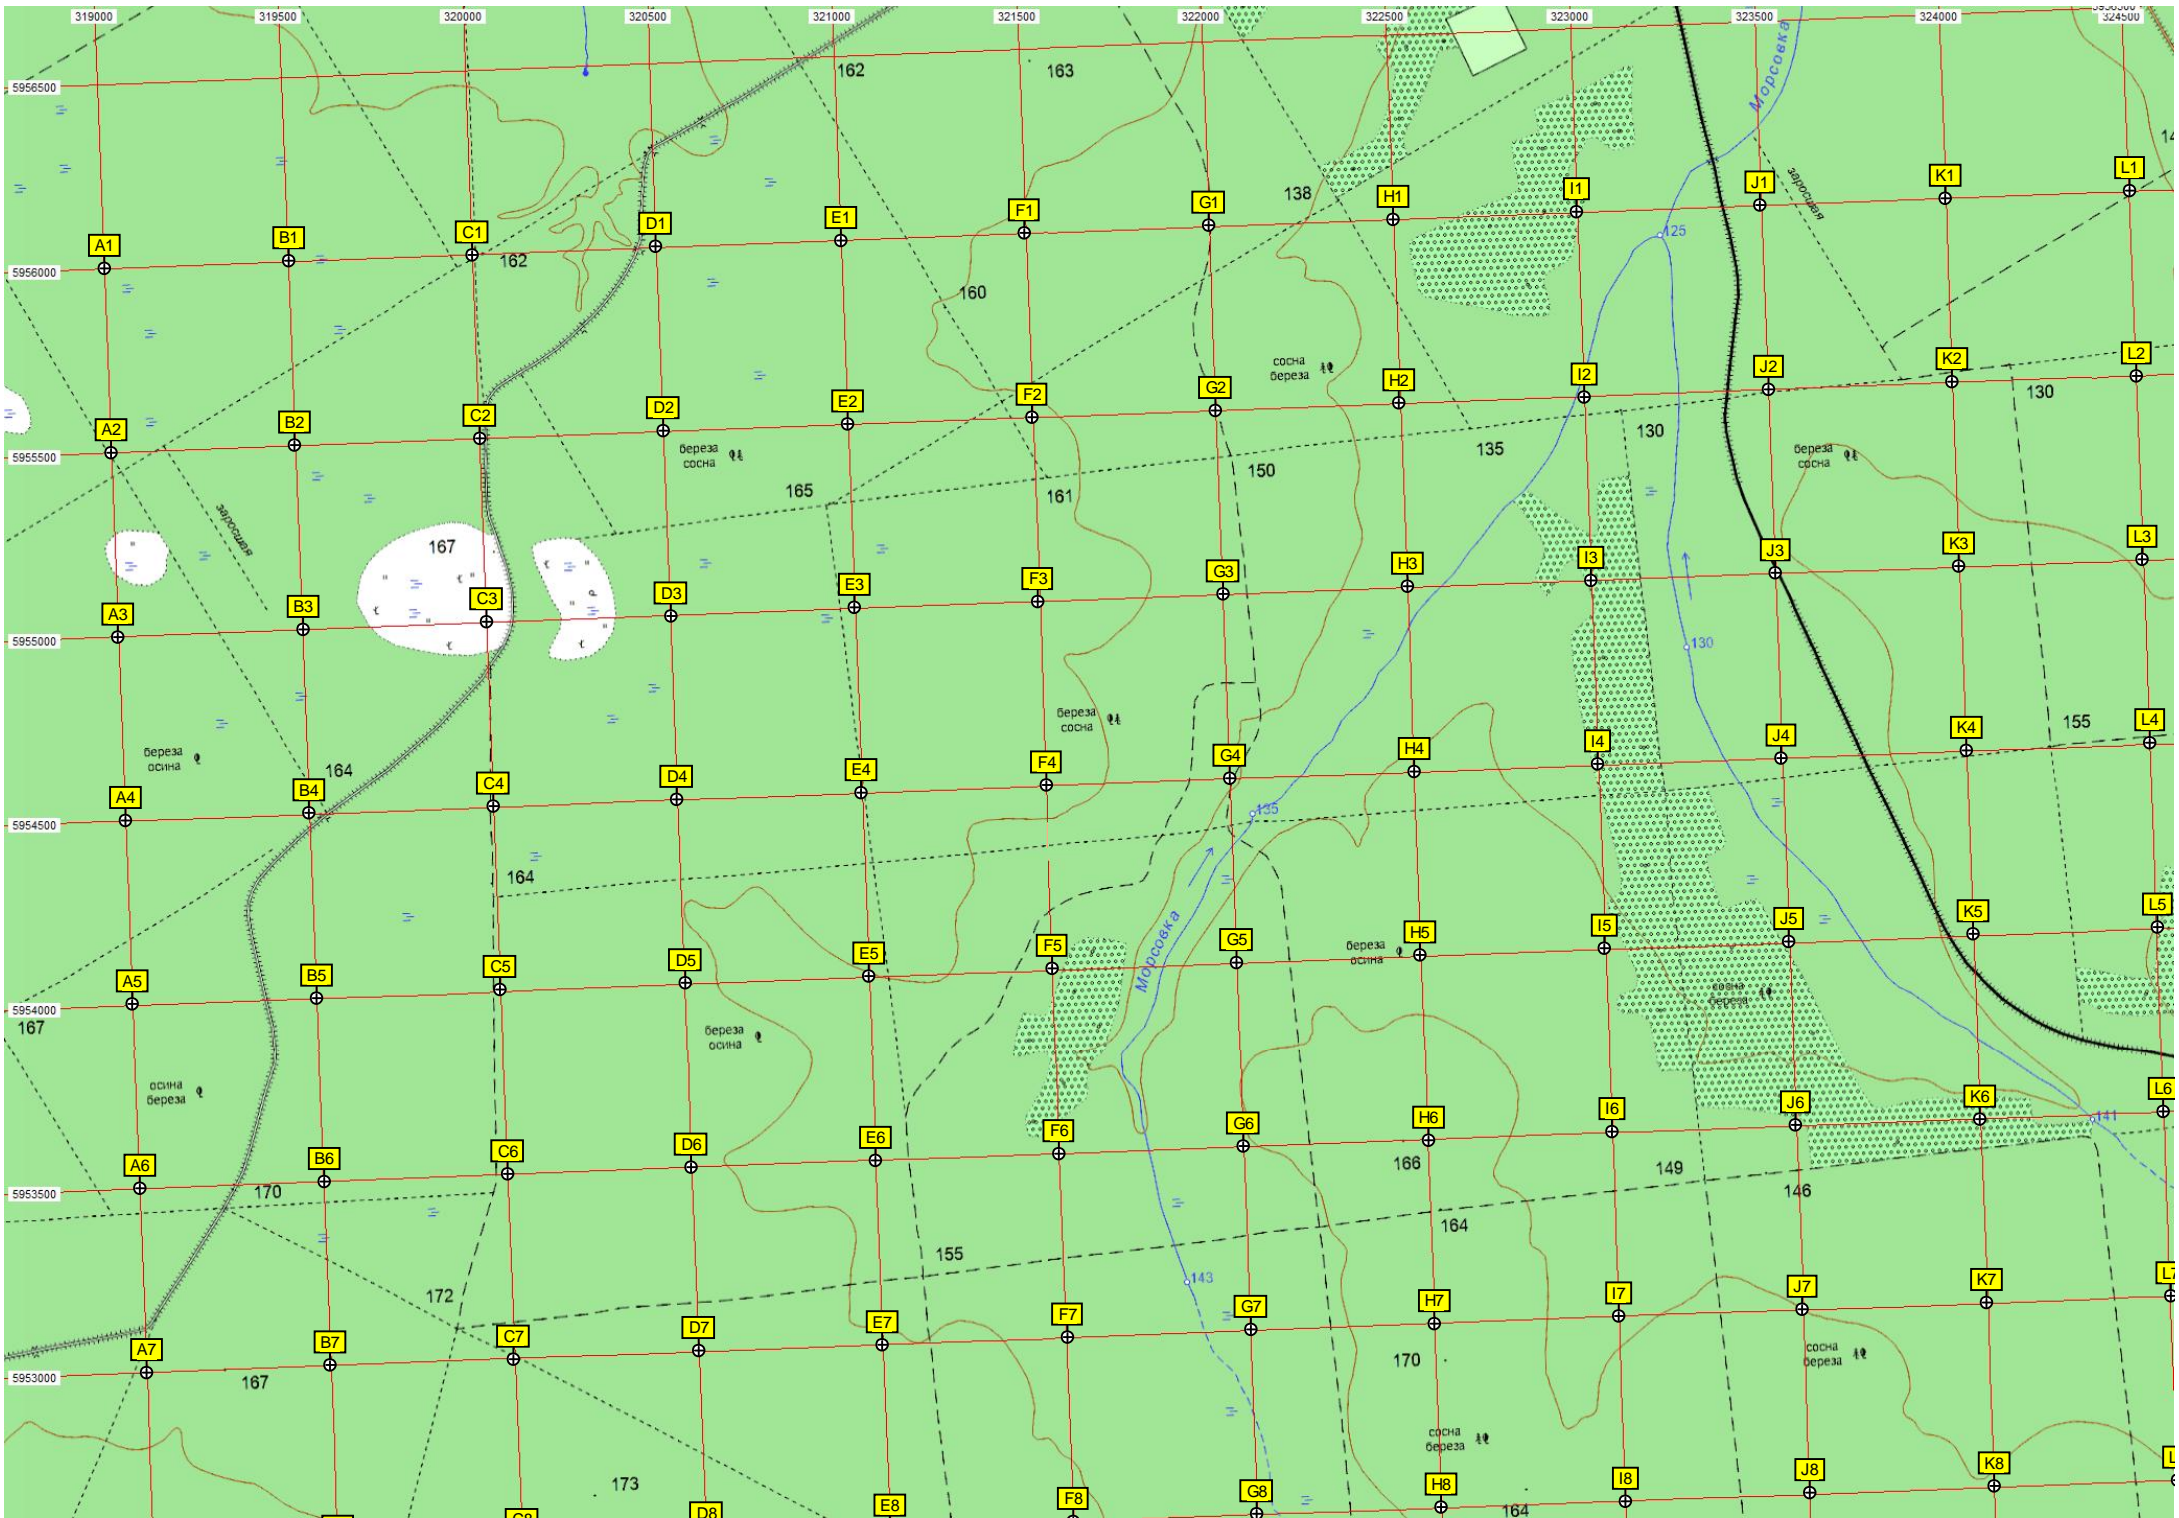 319000 319500 320000 320500 321000 321500 322000 322500 323000 323500 324000 324500
5956500
162 163
Морсовка
138
заросшая
A1 B1 C1 D1 E1 F1 G1 H1 I1 J1 K1 L1
5956000
162
125
160
сосна
береза
A2 B2 C2 D2 E2 F2 G2 H2 I2 J2 K2 L2
130
5955500
береза
сосна
165
161
150
135
130
береза
сосна
заросшая
167
A3 B3 C3 D3 E3 F3 G3 H3 I3 J3 K3 L3
5955000
130
береза
сосна
155
береза
осина
164
A4 B4 C4 D4 E4 F4 G4 H4 I4 J4 K4 L4
5954500
135
164
Морсовка
береза
осина
A5 B5 C5 D5 E5 F5 G5 H5 I5 J5 K5 L5
5954000
167
сосна
береза
береза
осина
осина
береза
141
A6 B6 C6 D6 E6 F6 G6 H6 I6 J6 K6 L6
5953500
170
166
149
146
164
155
143
172
A7 B7 C7 D7 E7 F7 G7 H7 I7 J7 K7 L7
5953000
167
170
сосна
береза
сосна
береза
173
C8 D8 E8 F8 G8 H8 I8 J8 K8
164